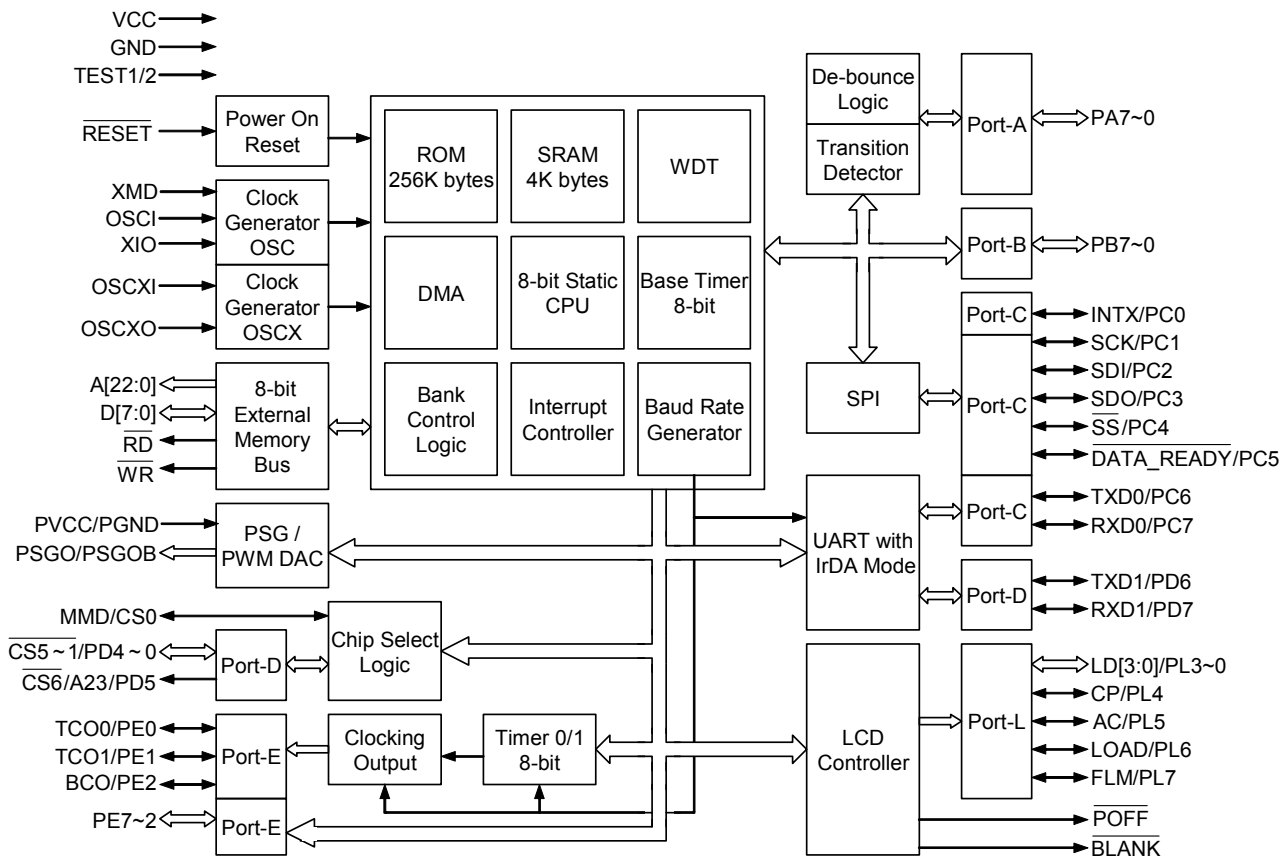 VCC
GND
TEST1/2
RESET
Power On
Reset
XMD
OSCI
XIO
Clock
Generator
OSC
OSCXI
OSCXO
Clock
Generator
OSCX
A[22:0]
D[7:0]
RD
WR
8-bit
External
Memory
Bus
PVCC/PGND
PSGO/PSGOB
PSG /
PWM DAC
MMD/CS0
CS5~1/PD4~0
CS6/A23/PD5
Port-D
Chip Select
Logic
TCO0/PE0
TCO1/PE1
BCO/PE2
Port-E
PE7~2
Port-E
Clocking
Output
Timer 0/1
8-bit
ROM
256K bytes
SRAM
4K bytes
WDT
DMA
8-bit Static
CPU
Base Timer
8-bit
Bank
Control
Logic
Interrupt
Controller
Baud Rate
Generator
De-bounce
Logic
Transition
Detector
Port-A
PA7~0
Port-B
PB7~0
Port-C
INTX/PC0
SPI
Port-C
SCK/PC1
SDI/PC2
SDO/PC3
SS/PC4
DATA_READY/PC5
UART with
IrDA Mode
Port-C
TXD0/PC6
RXD0/PC7
Port-D
TXD1/PD6
RXD1/PD7
LCD
Controller
Port-L
LD[3:0]/PL3~0
CP/PL4
AC/PL5
LOAD/PL6
FLM/PL7
POFF
BLANK